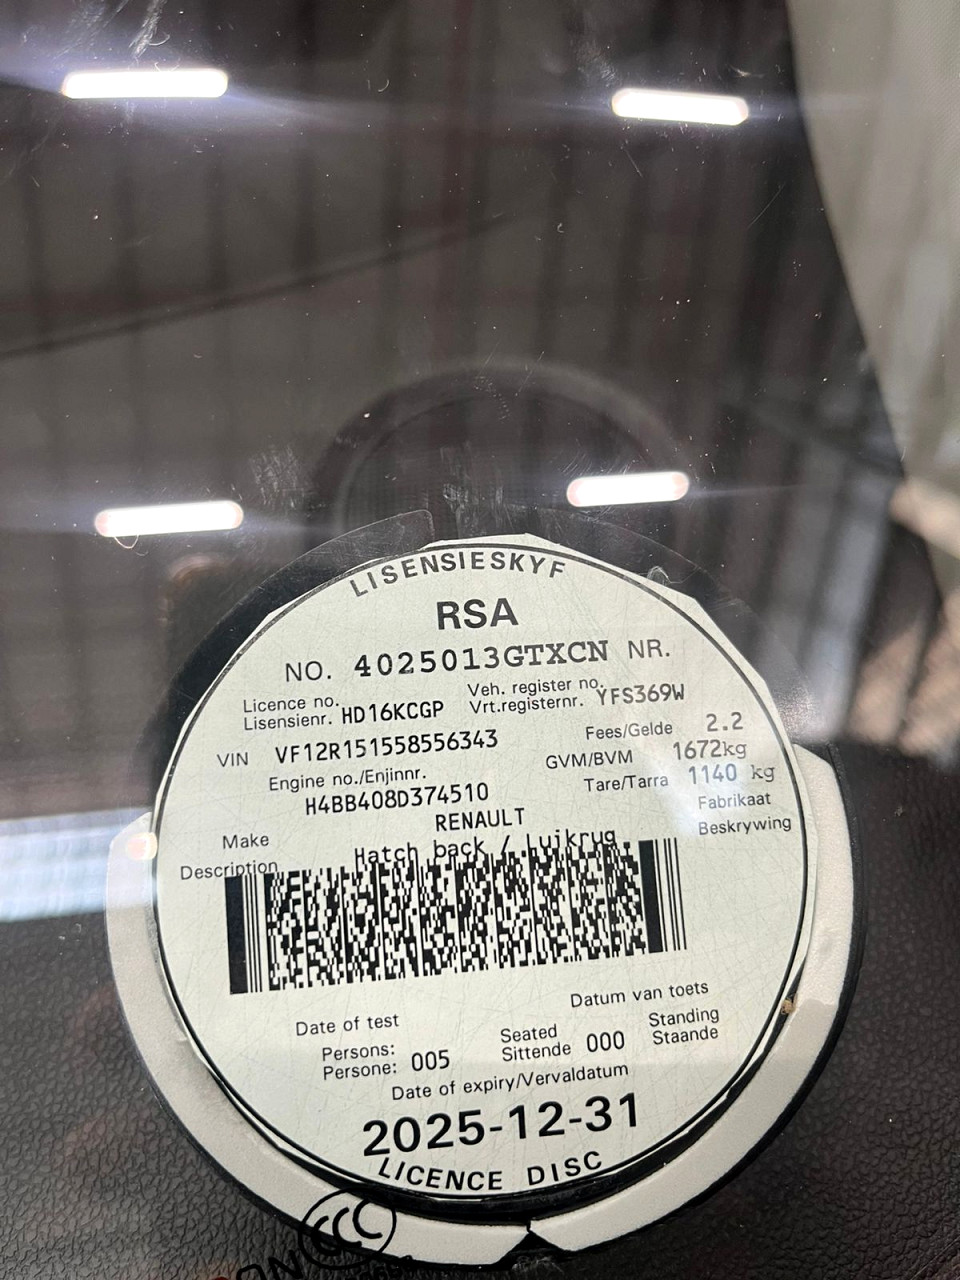 LISENSIESKYF
RSA
NO. 4025013GTXCN NR.
Licence no. Veh. register no.
Lisensienr. HD16KCGP Vrt.registernr. YFS369W
VIN VF12R151558556343 Fees/Gelde 2.2
Engine no./Enjinnr. GVM/BVM 1672kg
H4BB408D374510 Tare/Tarra 1140 kg
Make RENAULT Fabrikaat
Description Hatch back / Luikrug Beskrywing
Date of test Datum van toets
Persons: Seated Standing
Persone: 005 Sittende 000 Staande
Date of expiry/Vervaldatum
2025-12-31
LICENCE DISC
CCC